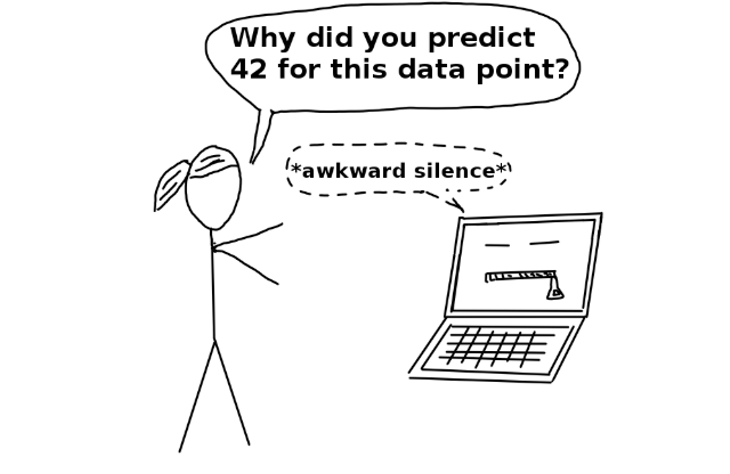 Why did you predict
42 for this data point?
*awkward silence*